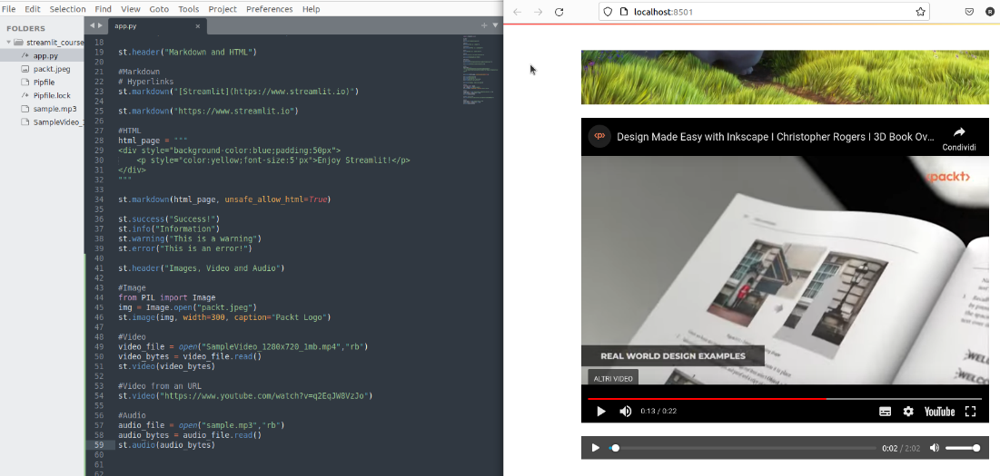 File Edit Selection Find View Goto Tools Project Preferences Help
FOLDERS
streamlit_course
app.py
packt.jpeg
Pipfile
Pipfile.lock
sample.mp3
SampleVideo_
app.py
18
19 st.header("Markdown and HTML")
20
21 #Markdown
22 # Hyperlinks
23 st.markdown("[Streamlit](https://www.streamlit.io)")
24
25 st.markdown("https://www.streamlit.io")
26
27 #HTML
28 html_page = """
29 <div style="background-color:blue;padding:50px">
30 <p style="color:yellow;font-size:5'px">Enjoy Streamlit!</p>
31 </div>
32 """
33
34 st.markdown(html_page, unsafe_allow_html=True)
35
36 st.success("Success!")
37 st.info("Information")
38 st.warning("This is a warning")
39 st.error("This is an error!")
40
41 st.header("Images, Video and Audio")
42
43 #Image
44 from PIL import Image
45 img = Image.open("packt.jpeg")
46 st.image(img, width=300, caption="Packt Logo")
47
48 #Video
49 video_file = open("SampleVideo_1280x720_1mb.mp4","rb")
50 video_bytes = video_file.read()
51 st.video(video_bytes)
52
53 #Video from an URL
54 st.video("https://www.youtube.com/watch?v=q2EqJW8VzJo")
55
56 #Audio
57 audio_file = open("sample.mp3","rb")
58 audio_bytes = audio_file.read()
59 st.audio(audio_bytes)
60
61
62
localhost:8501
R
Design Made Easy with Inkscape I Christopher Rogers I 3D Book Ov...
Condividi
<packt>
REAL WORLD DESIGN EXAMPLES
ALTRI VIDEO
0:13 / 0:22
YouTube
0:02 / 2:02